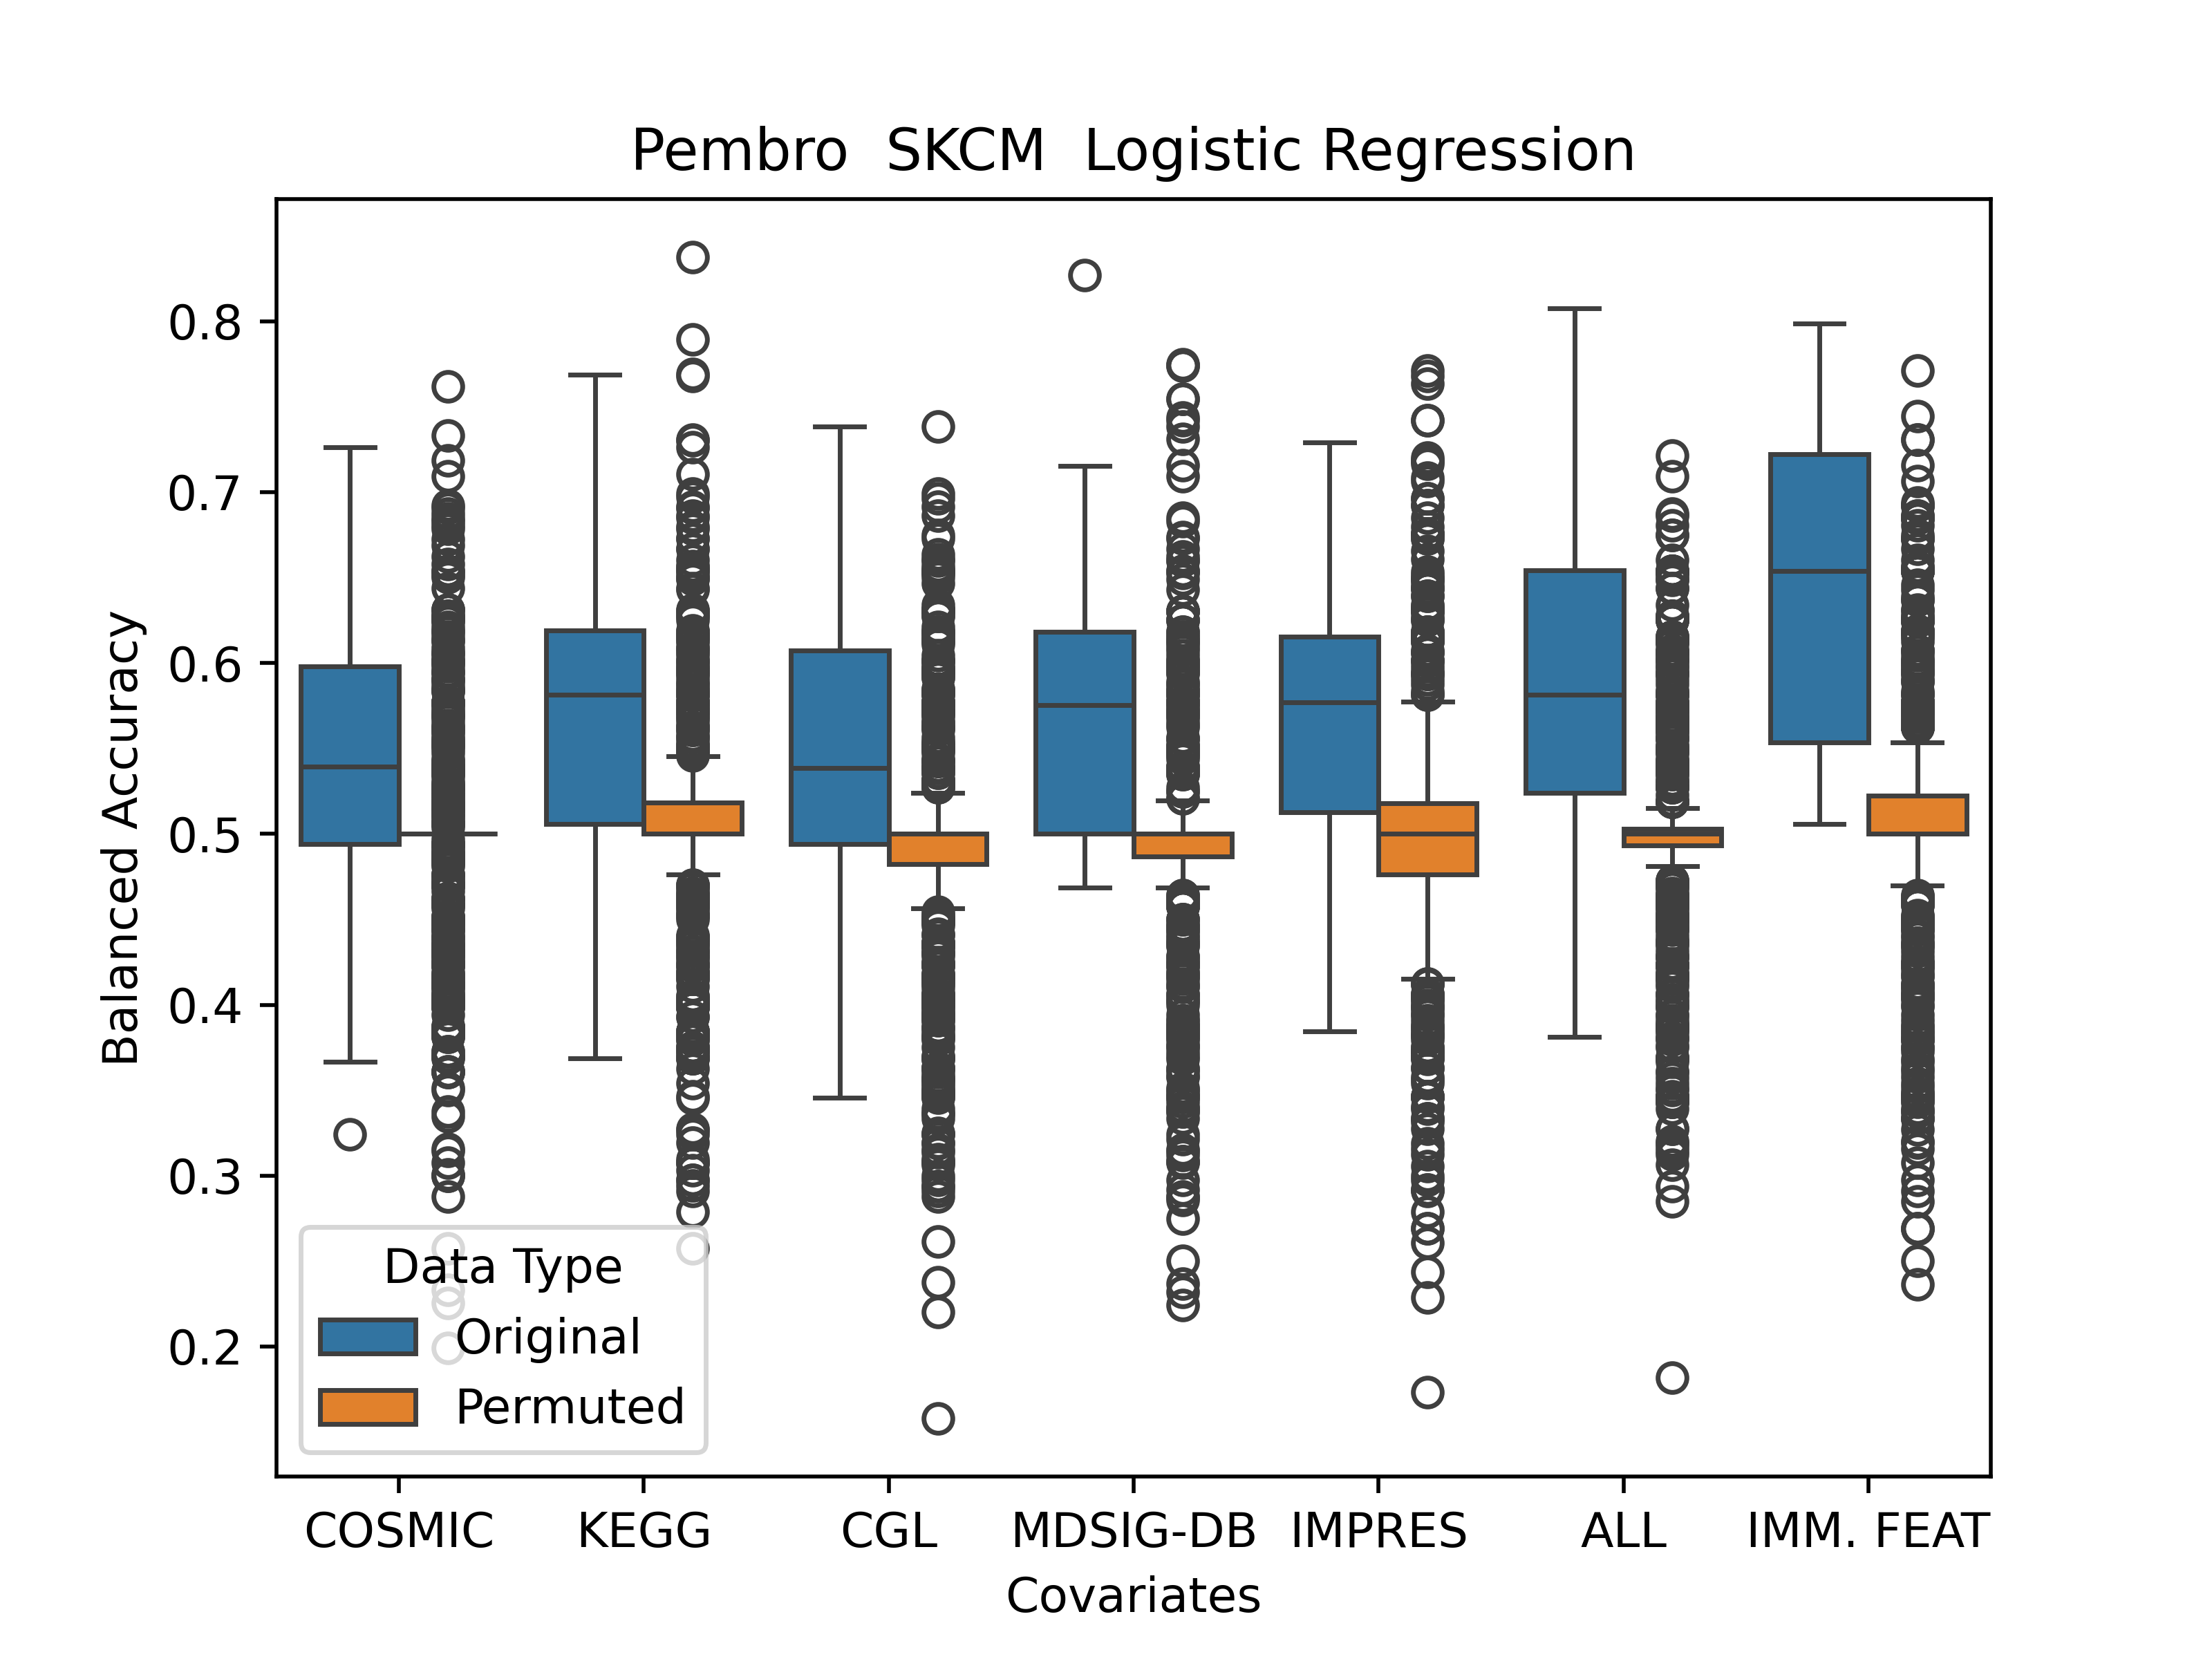 Pembro  SKCM  Logistic Regression
Balanced Accuracy
0.8
0.7
0.6
0.5
0.4
0.3
0.2
Data Type
Original
Permuted
COSMIC KEGG CGL MDSIG-DB IMPRES ALL IMM. FEAT
Covariates